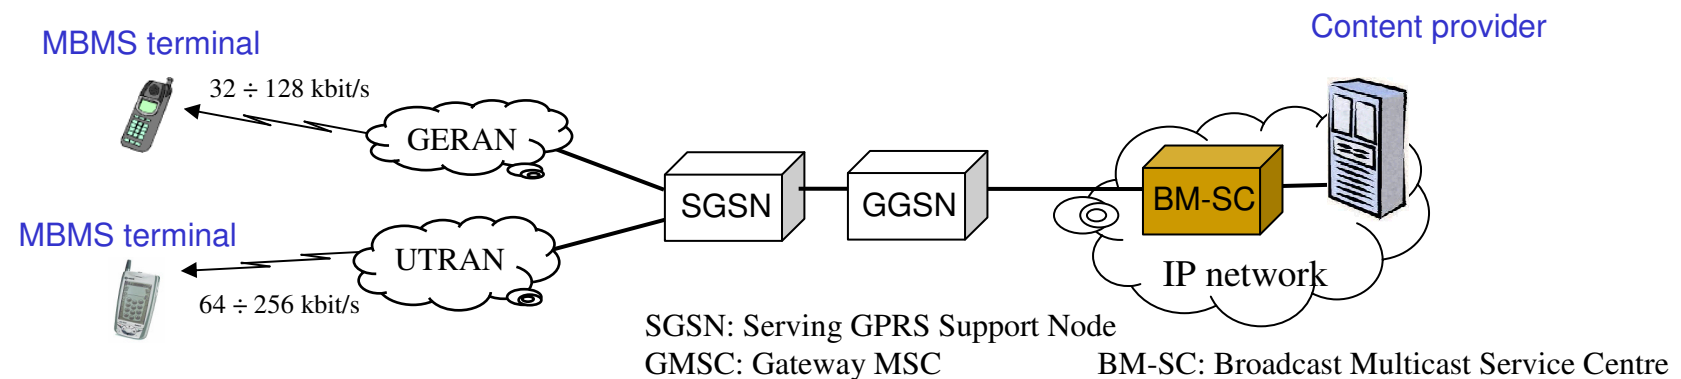 Content provider
MBMS terminal
32 ÷ 128 kbit/s
GERAN
SGSN
GGSN
BM-SC
MBMS terminal
UTRAN
IP network
64 ÷ 256 kbit/s
SGSN: Serving GPRS Support Node
GMSC: Gateway MSC
BM-SC: Broadcast Multicast Service Centre